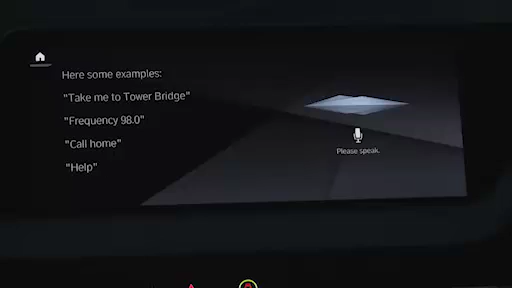 Here some examples:
"Take me to Tower Bridge"
"Frequency 98.0"
"Call home"
"Help"
Please speak.